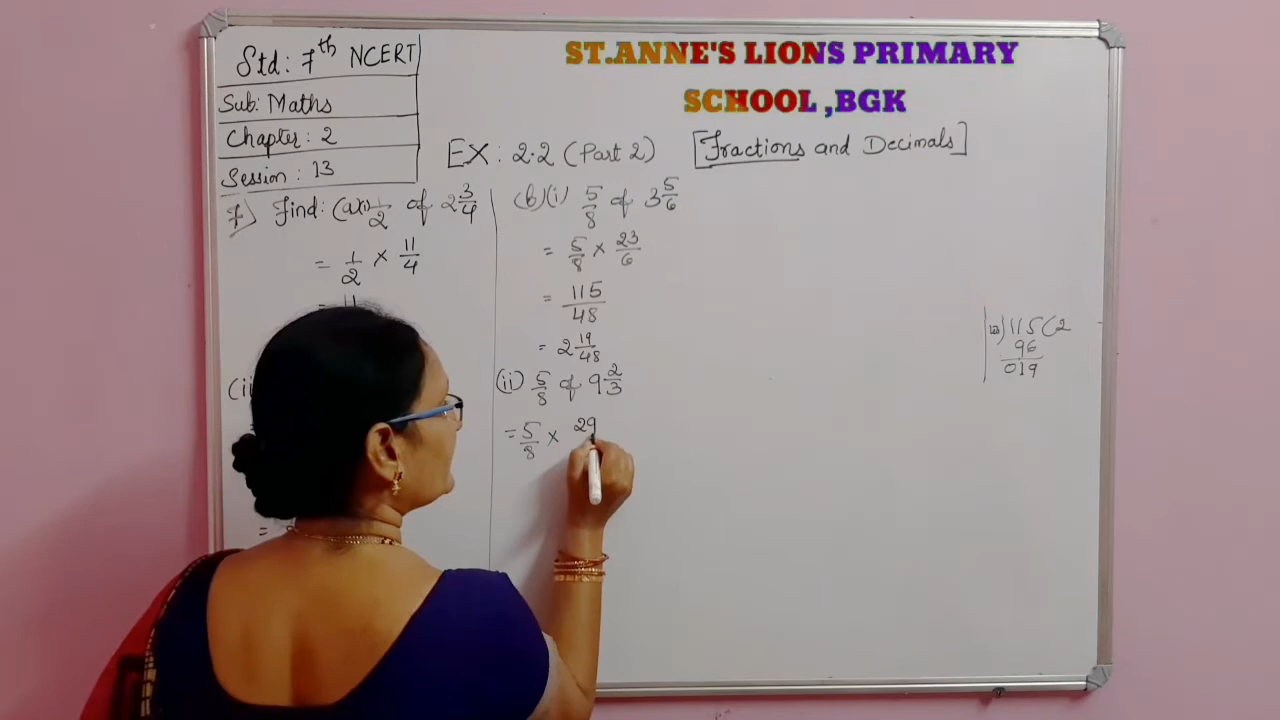 ST.ANNE'S LIONS PRIMARY
SCHOOL ,BGK
Std: 7th NCERT
Sub: Maths
Chapter: 2
Session : 13
EX : 2.2 (Part 2) [Fractions and Decimals]
7) Find: (a)(i) 1/2 of 2 3/4
= 1/2 × 11/4
= 11
(ii
=
(b)(i) 5/8 of 3 5/6
= 5/8 × 23/6
= 115/48
= 2 19/48
(ii) 5/8 of 9 2/3
= 5/8 × 29
)115(2
96
019